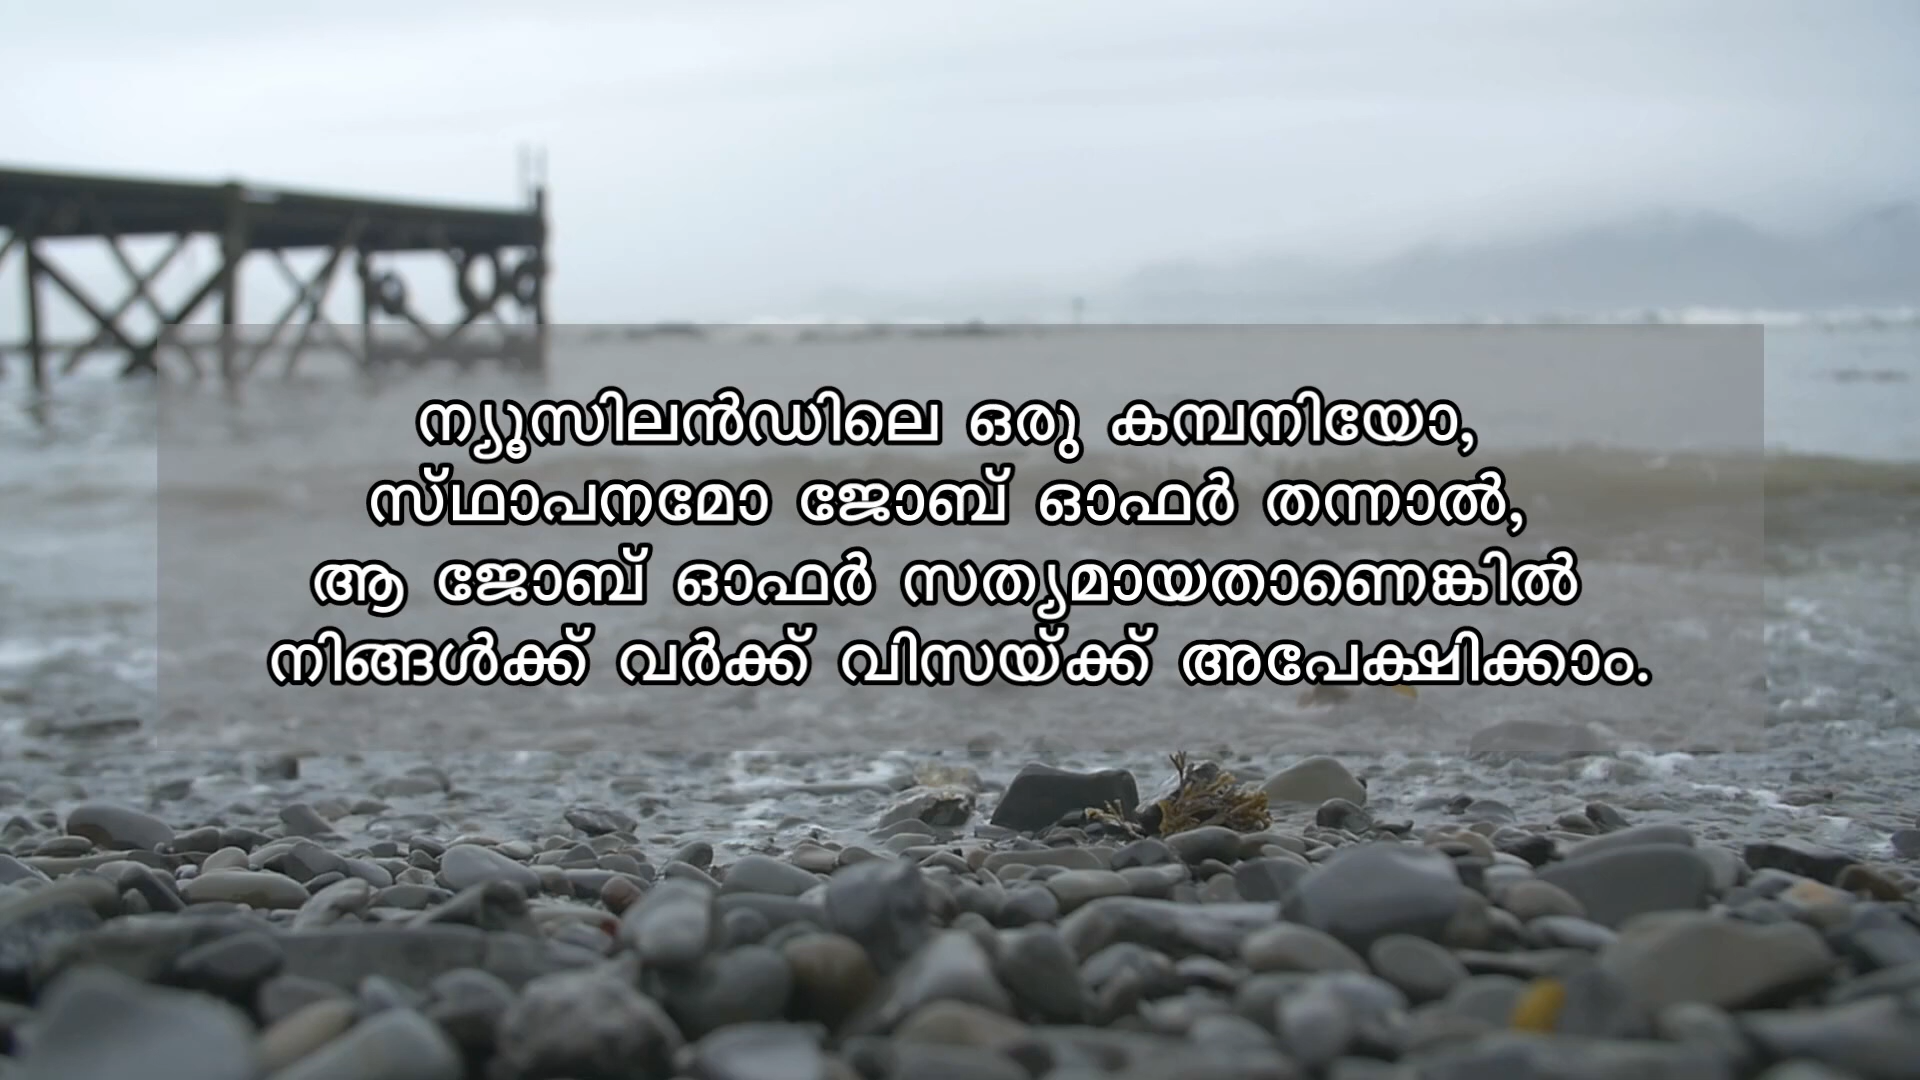 ന്യൂസിലൻഡിലെ ഒരു കമ്പനിയോ,
സ്ഥാപനമോ ജോബ് ഓഫർ തന്നാൽ,
ആ ജോബ് ഓഫർ സത്യമായതാണെങ്കിൽ
നിങ്ങൾക്ക് വർക്ക് വിസയ്ക്ക് അപേക്ഷിക്കാം.